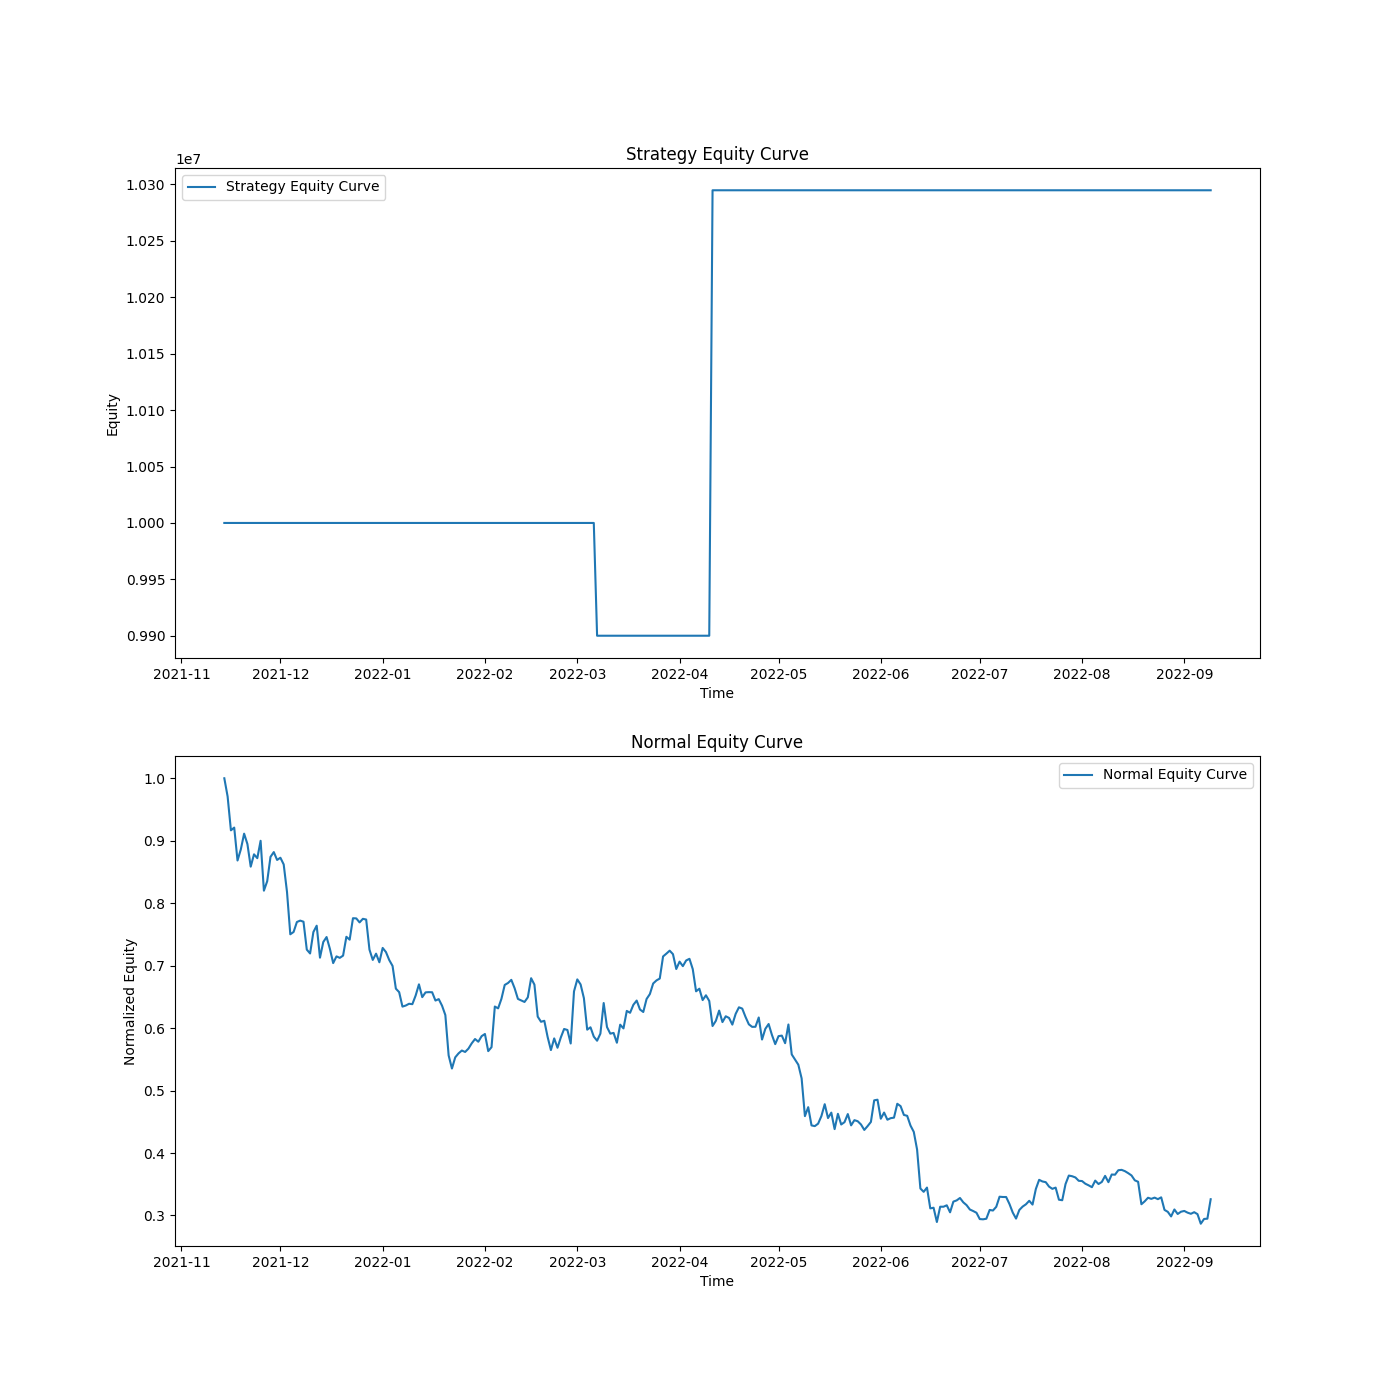 Strategy Equity Curve
1e7
Strategy Equity Curve
1.030
1.025
1.020
1.015
1.010
1.005
1.000
0.995
0.990
Equity
2021-11 2021-12 2022-01 2022-02 2022-03 2022-04 2022-05 2022-06 2022-07 2022-08 2022-09
Time
Normal Equity Curve
Normal Equity Curve
1.0
0.9
0.8
0.7
0.6
0.5
0.4
0.3
Normalized Equity
2021-11 2021-12 2022-01 2022-02 2022-03 2022-04 2022-05 2022-06 2022-07 2022-08 2022-09
Time